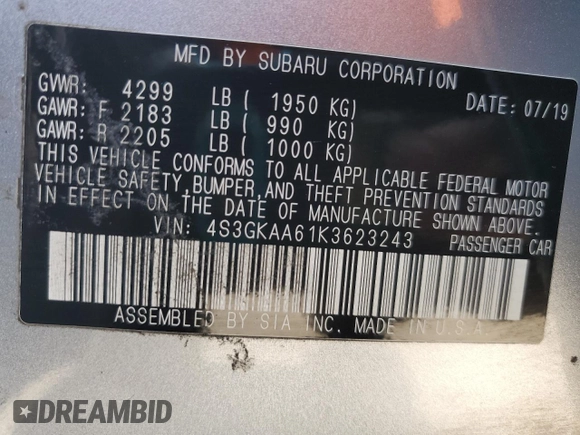 MFD BY SUBARU CORPORATION
GVWR: 4299 LB ( 1950 KG) DATE: 07/19
GAWR: F 2183 LB ( 990 KG)
GAWR: R 2205 LB ( 1000 KG)
THIS VEHICLE CONFORMS TO ALL APPLICABLE FEDERAL MOTOR
VEHICLE SAFETY,BUMPER,AND THEFT PREVENTION STANDARDS
IN EFFECT ON THE DATE OF MANUFACTURE SHOWN ABOVE.
VIN: 4S3GKAA61K3623243 PASSENGER CAR
ASSEMBLED BY SIA INC. MADE IN U.S.A
DREAMBID